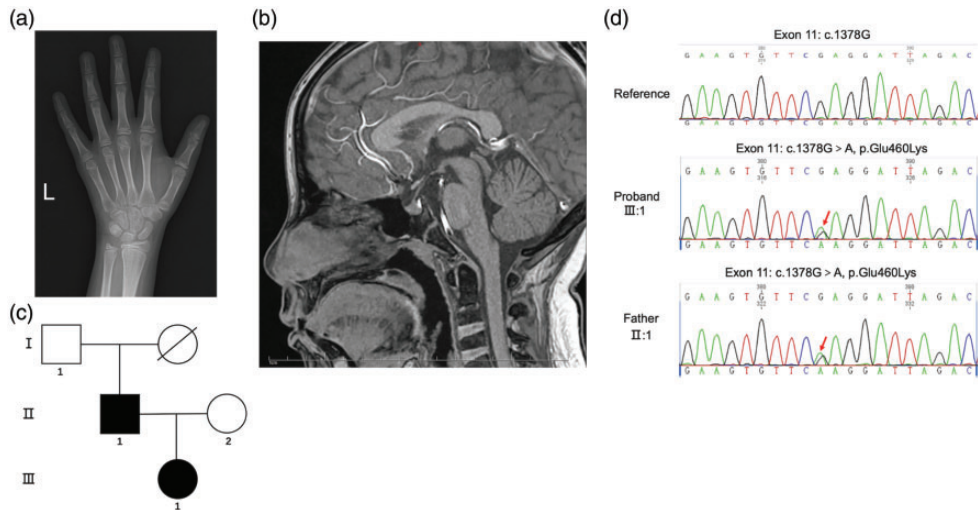 (a)
L
(b)
(c)
I
1
II
1
2
III
1
(d)
Exon 11: c.1378G
G A A G T G T T C G A G G A T T A G A C
Reference
G A A G T G T T C G A G G A T T A G A C
Exon 11: c.1378G > A, p.Glu460Lys
G A A G T G T T C G A G G A T T A G A C
Proband
III:1
G A A G T G T T C G A G G A T T A G A C
Exon 11: c.1378G > A, p.Glu460Lys
G A A G T G T T C G A G G A T T A G A C
Father
II:1
G A A G T G T T C A A G G A T T A G A C